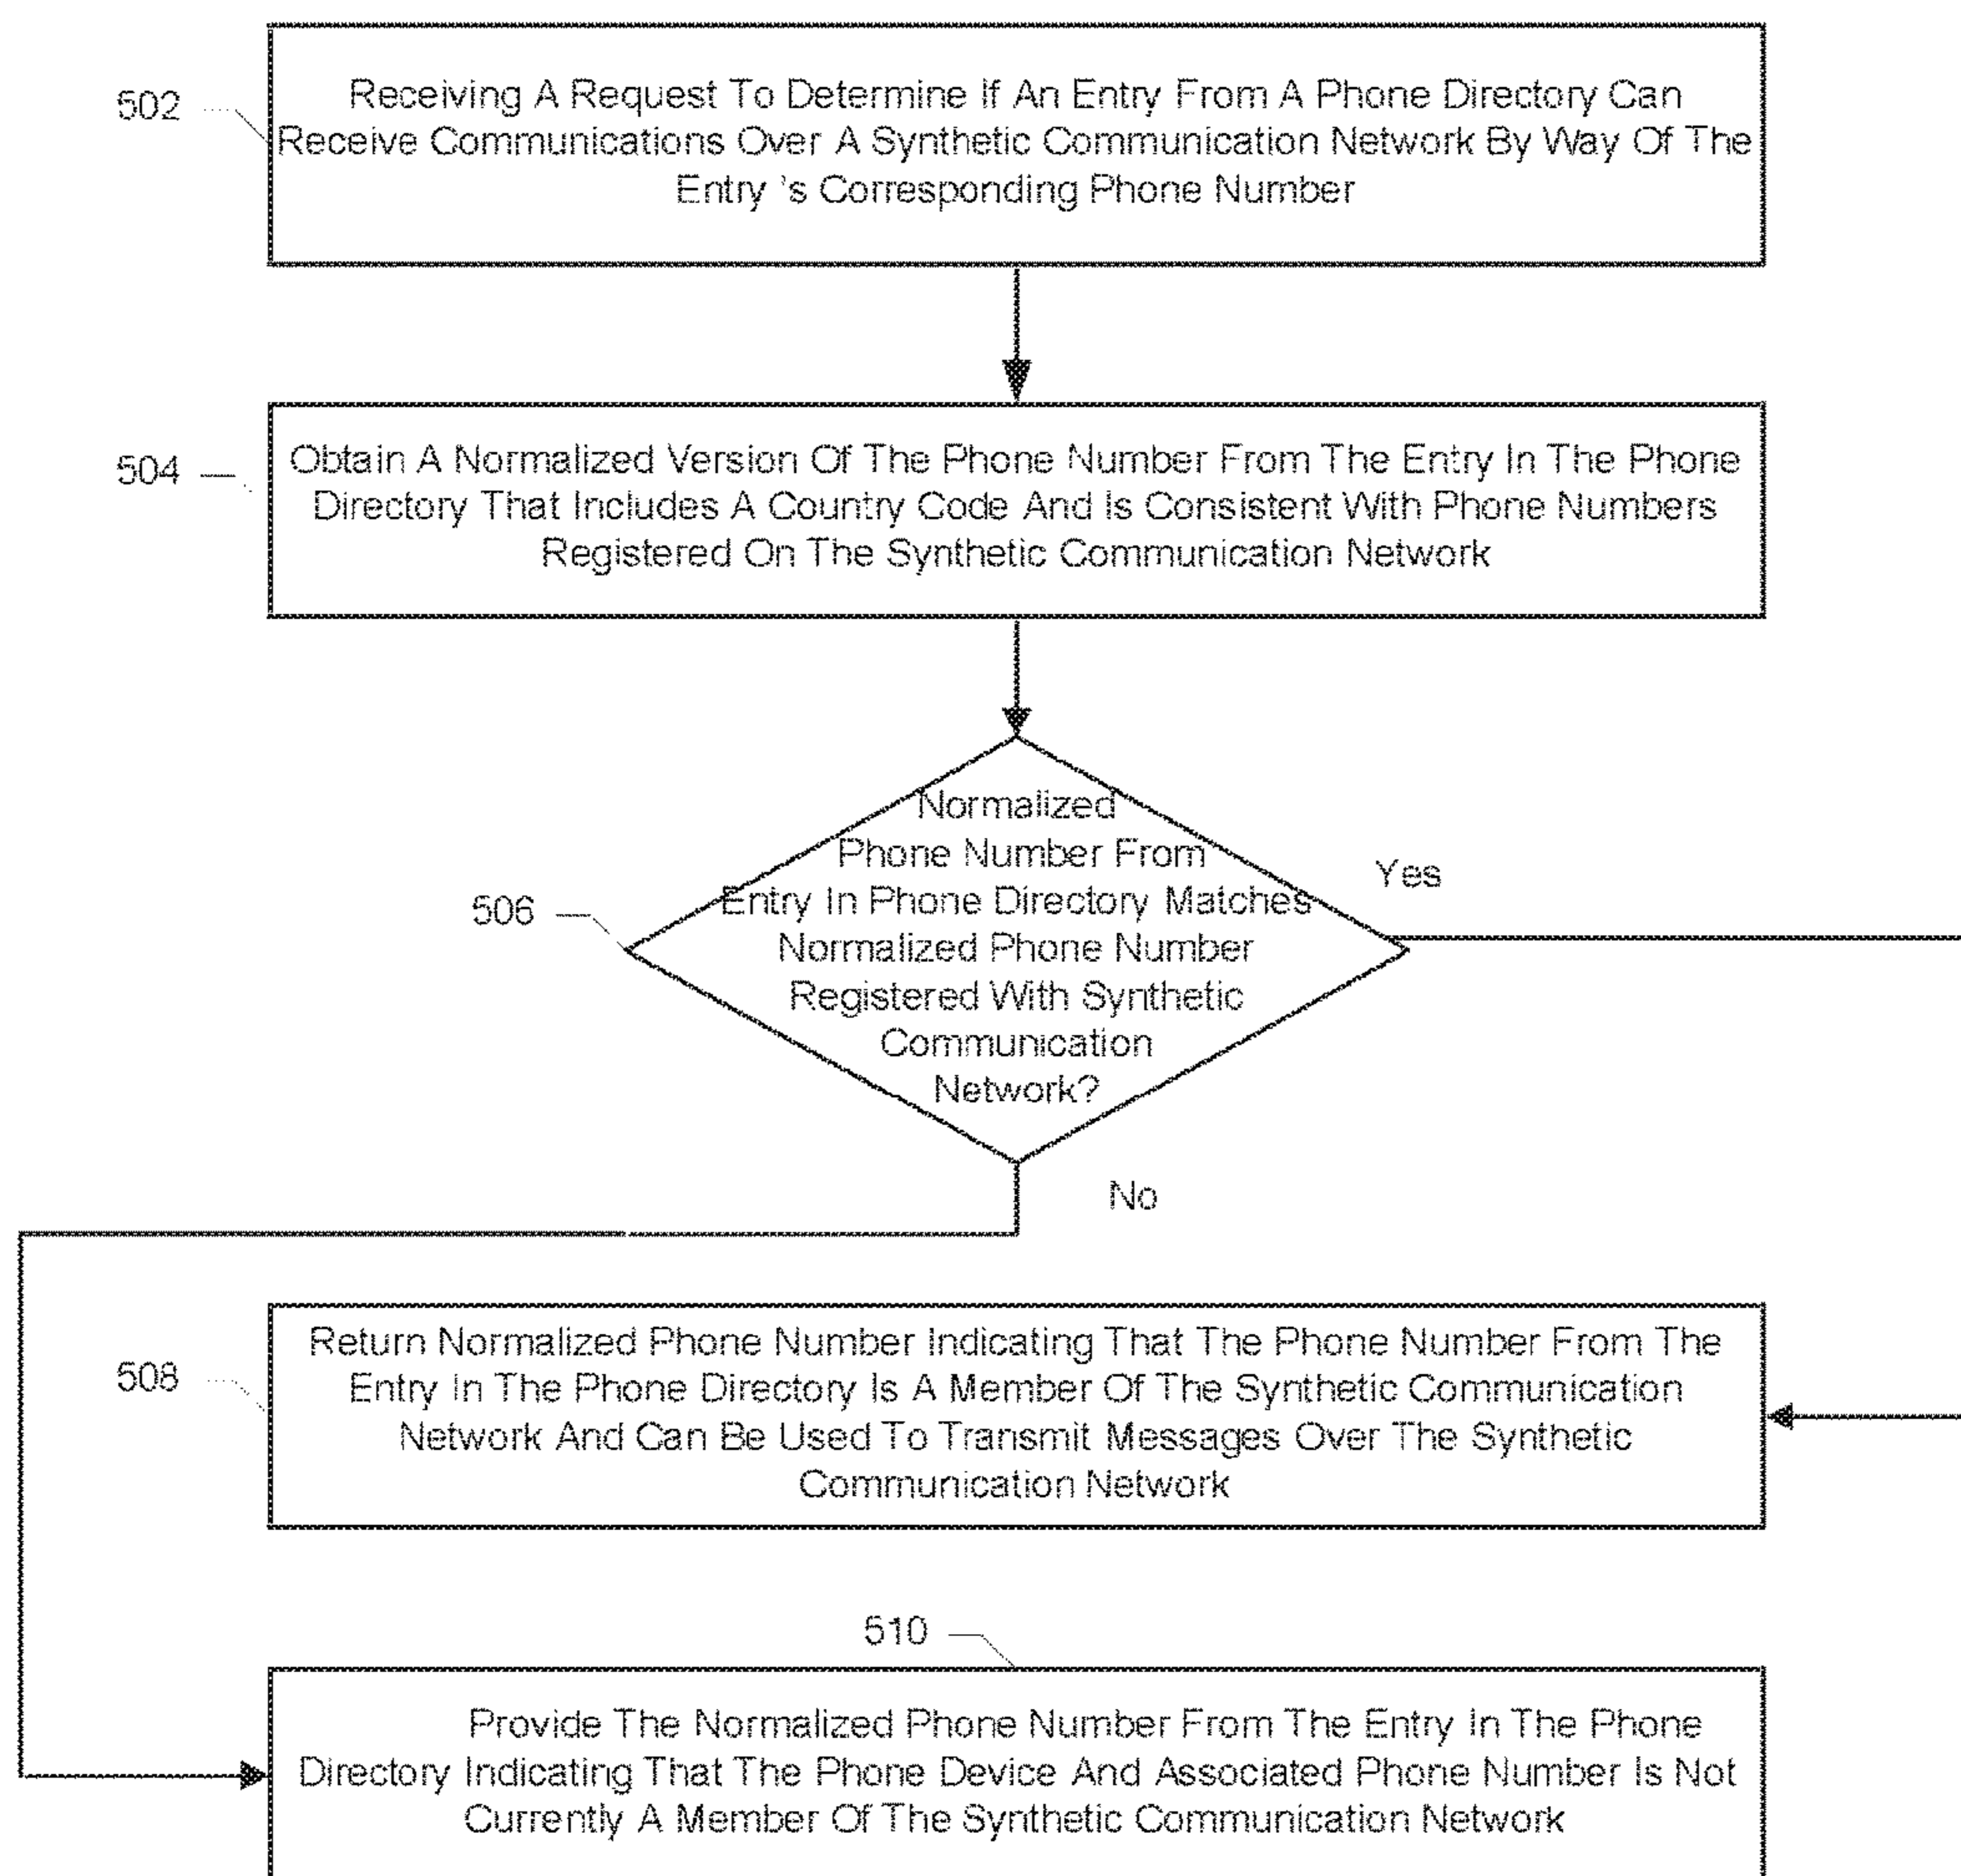 502
Receiving A Request To Determine If An Entry From A Phone Directory Can
Receive Communications Over A Synthetic Communication Network By Way Of The
Entry 's Corresponding Phone Number
504
Obtain A Normalized Version Of The Phone Number From The Entry In The Phone
Directory That Includes A Country Code And Is Consistent With Phone Numbers
Registered On The Synthetic Communication Network
506
Normalized
Phone Number From
Entry In Phone Directory Matches
Normalized Phone Number
Registered With Synthetic
Communication
Network?
Yes
No
508
Return Normalized Phone Number Indicating That The Phone Number From The
Entry In The Phone Directory Is A Member Of The Synthetic Communication
Network And Can Be Used To Transmit Messages Over The Synthetic
Communication Network
510
Provide The Normalized Phone Number From The Entry In The Phone
Directory Indicating That The Phone Device And Associated Phone Number Is Not
Currently A Member Of The Synthetic Communication Network